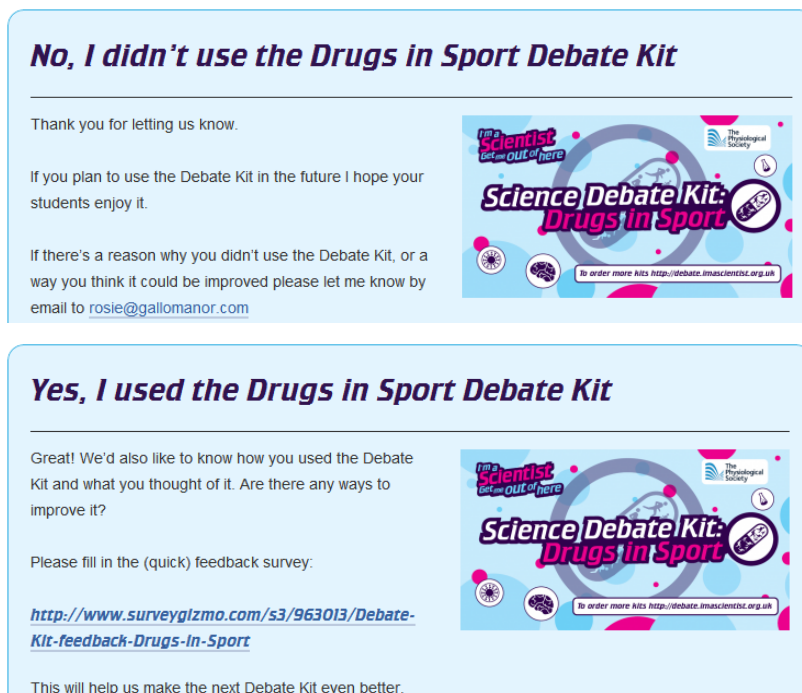 No, I didn't use the Drugs in Sport Debate Kit
Thank you for letting us know.
If you plan to use the Debate Kit in the future I hope your
students enjoy it.
If there's a reason why you didn't use the Debate Kit, or a
way you think it could be improved please let me know by
email to rosie@gallomanor.com
I'm a
Scientist
Get me OUT of here
The
Physiological
Society
Science Debate Kit:
Drugs in Sport
To order more kits http://debate.imascientist.org.uk
Yes, I used the Drugs in Sport Debate Kit
Great! We'd also like to know how you used the Debate
Kit and what you thought of it. Are there any ways to
improve it?
Please fill in the (quick) feedback survey:
http://www.surveygizmo.com/s3/963013/Debate-
Kit-feedback-Drugs-in-Sport
This will help us make the next Debate Kit even better.
I'm a
Scientist
Get me OUT of here
The
Physiological
Society
Science Debate Kit:
Drugs in Sport
To order more kits http://debate.imascientist.org.uk